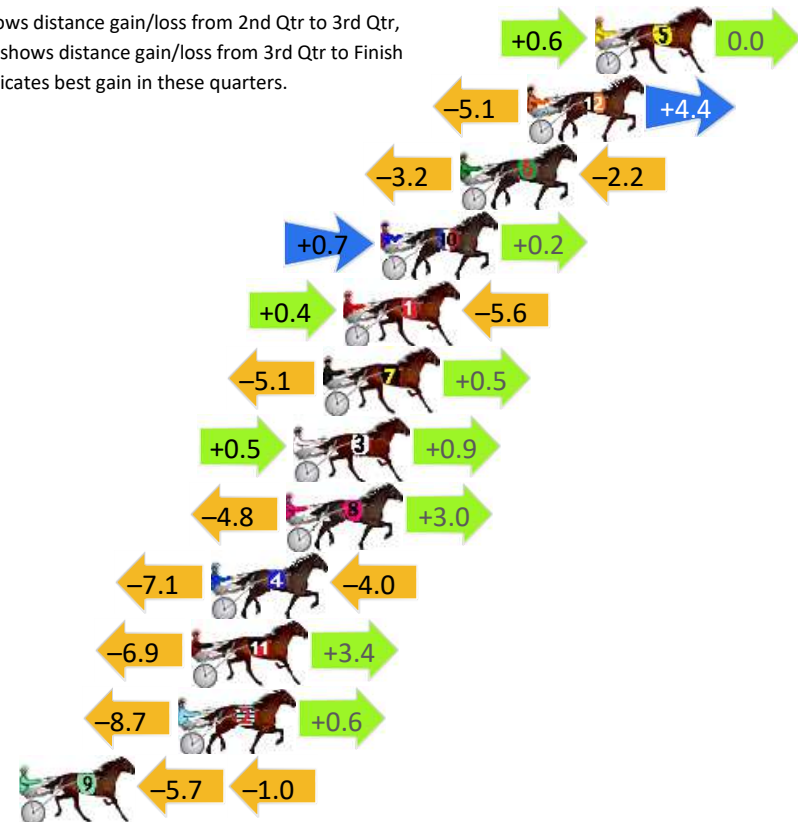 ows distance gain/loss from 2nd Qtr to 3rd Qtr,
shows distance gain/loss from 3rd Qtr to Finish
dicates best gain in these quarters.
+0.6 5 0.0
–5.1 12 +4.4
–3.2 6 –2.2
+0.7 10 +0.2
+0.4 1 –5.6
–5.1 7 +0.5
+0.5 3 +0.9
–4.8 8 +3.0
–7.1 4 –4.0
–6.9 11 +3.4
–8.7 2 +0.6
9 –5.7 –1.0